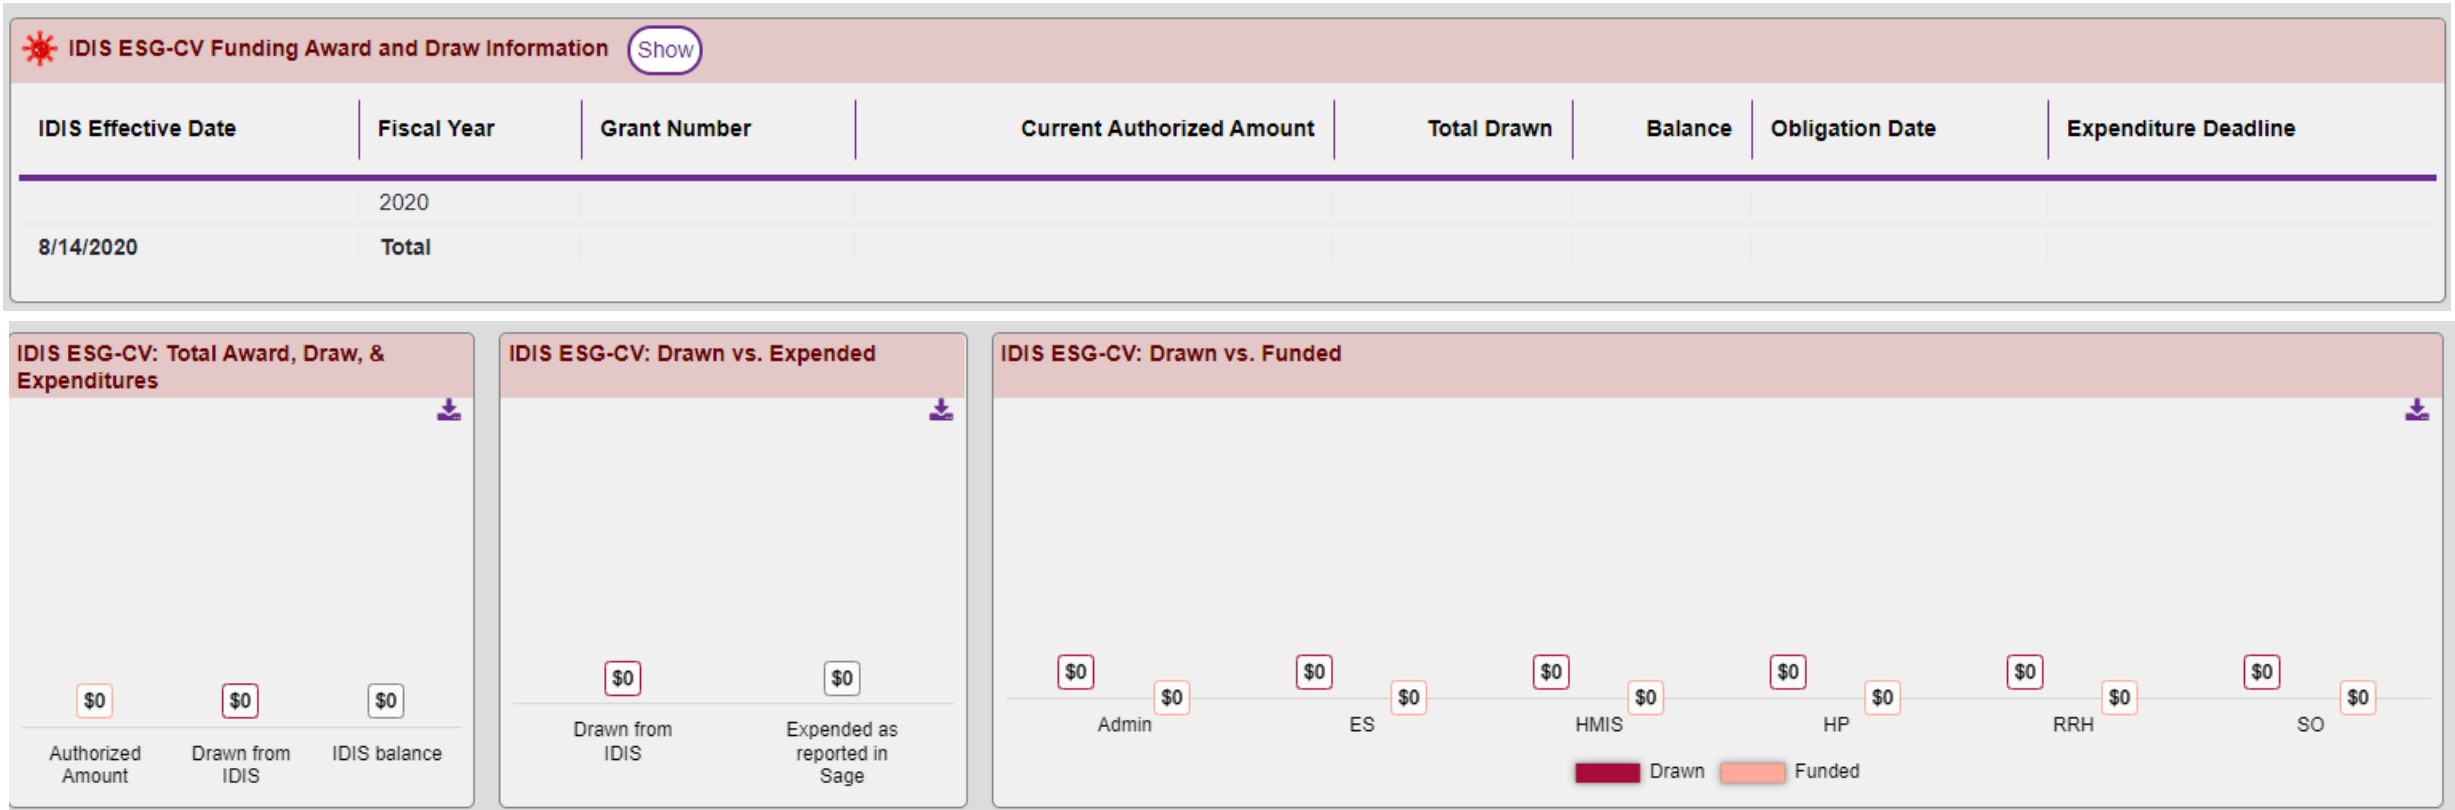 IDIS ESG-CV Funding Award and Draw Information Show
IDIS Effective Date Fiscal Year Grant Number Current Authorized Amount Total Drawn Balance Obligation Date Expenditure Deadline
2020
8/14/2020 Total
IDIS ESG-CV: Total Award, Draw, &
Expenditures
$0 $0 $0
Authorized
Amount
Drawn from
IDIS
IDIS balance
IDIS ESG-CV: Drawn vs. Expended
$0 $0
Drawn from
IDIS
Expended as
reported in
Sage
IDIS ESG-CV: Drawn vs. Funded
$0 $0 $0 $0 $0 $0
$0 $0 $0 $0 $0 $0
Admin ES HMIS HP RRH SO
Drawn Funded